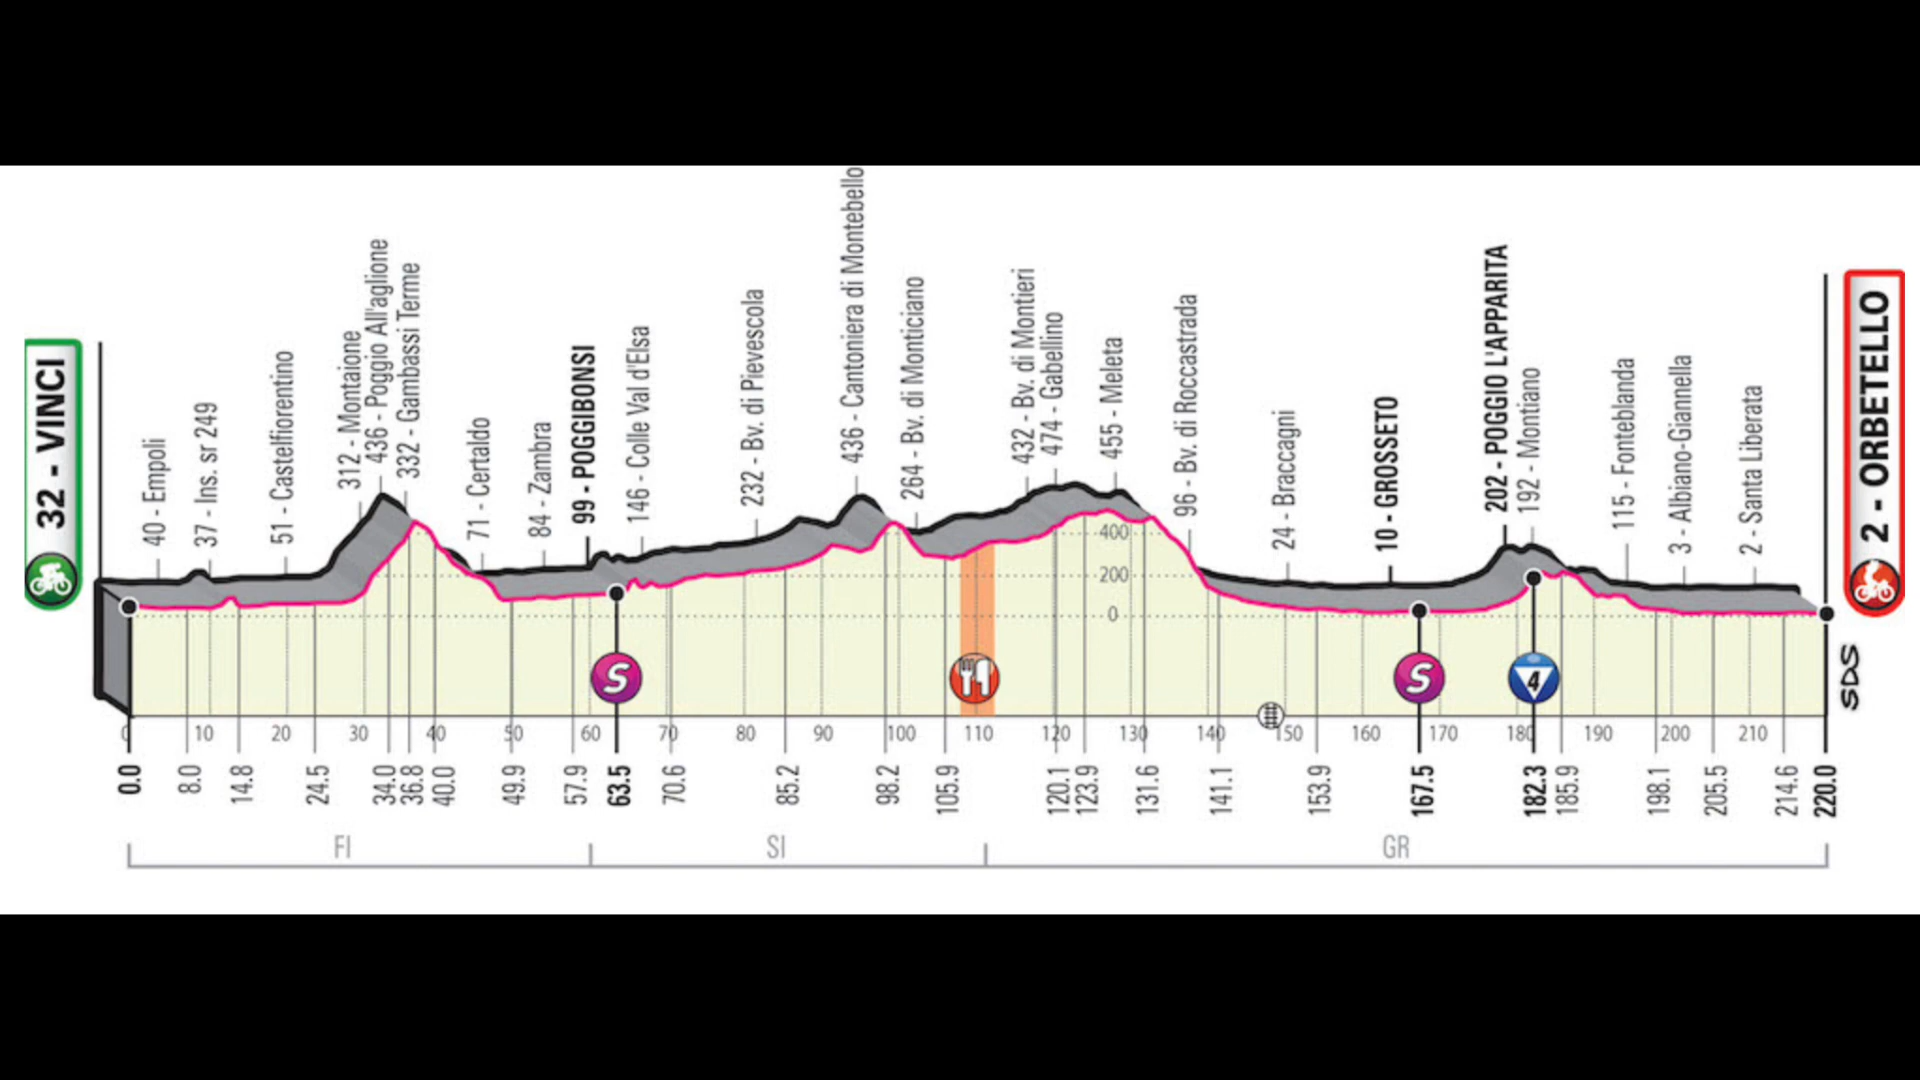 32 - VINCI
40 - Empoli
37 - Ins. sr 249
51 - Castelfiorentino
312 - Montaione
436 - Poggio All'aglione
332 - Gambassi Terme
71 - Certaldo
84 - Zambra
99 - POGGIBONSI
146 - Colle Val d'Elsa
232 - Bv. di Pievescola
436 - Cantoniera di Montebello
264 - Bv. di Monticiano
432 - Bv. di Montieri
474 - Gabellino
455 - Meleta
96 - Bv. di Roccastrada
24 - Braccagni
10 - GROSSETO
202 - POGGIO L'APPARITA
192 - Montiano
115 - Fonteblanda
3 - Albiano-Giannella
2 - Santa Liberata
2 - ORBETELLO
400
200
0
S
S
4
SDS
0 10 20 30 40 50 60 70 80 90 100 110 120 130 140 150 160 170 180 190 200 210
0.0 8.0 14.8 24.5 34.0 36.8 40.0 49.9 57.9 63.5 70.6 85.2 98.2 105.9 120.1 123.9 131.6 141.1 153.9 167.5 182.3 185.9 198.1 205.5 214.6 220.0
FI SI GR